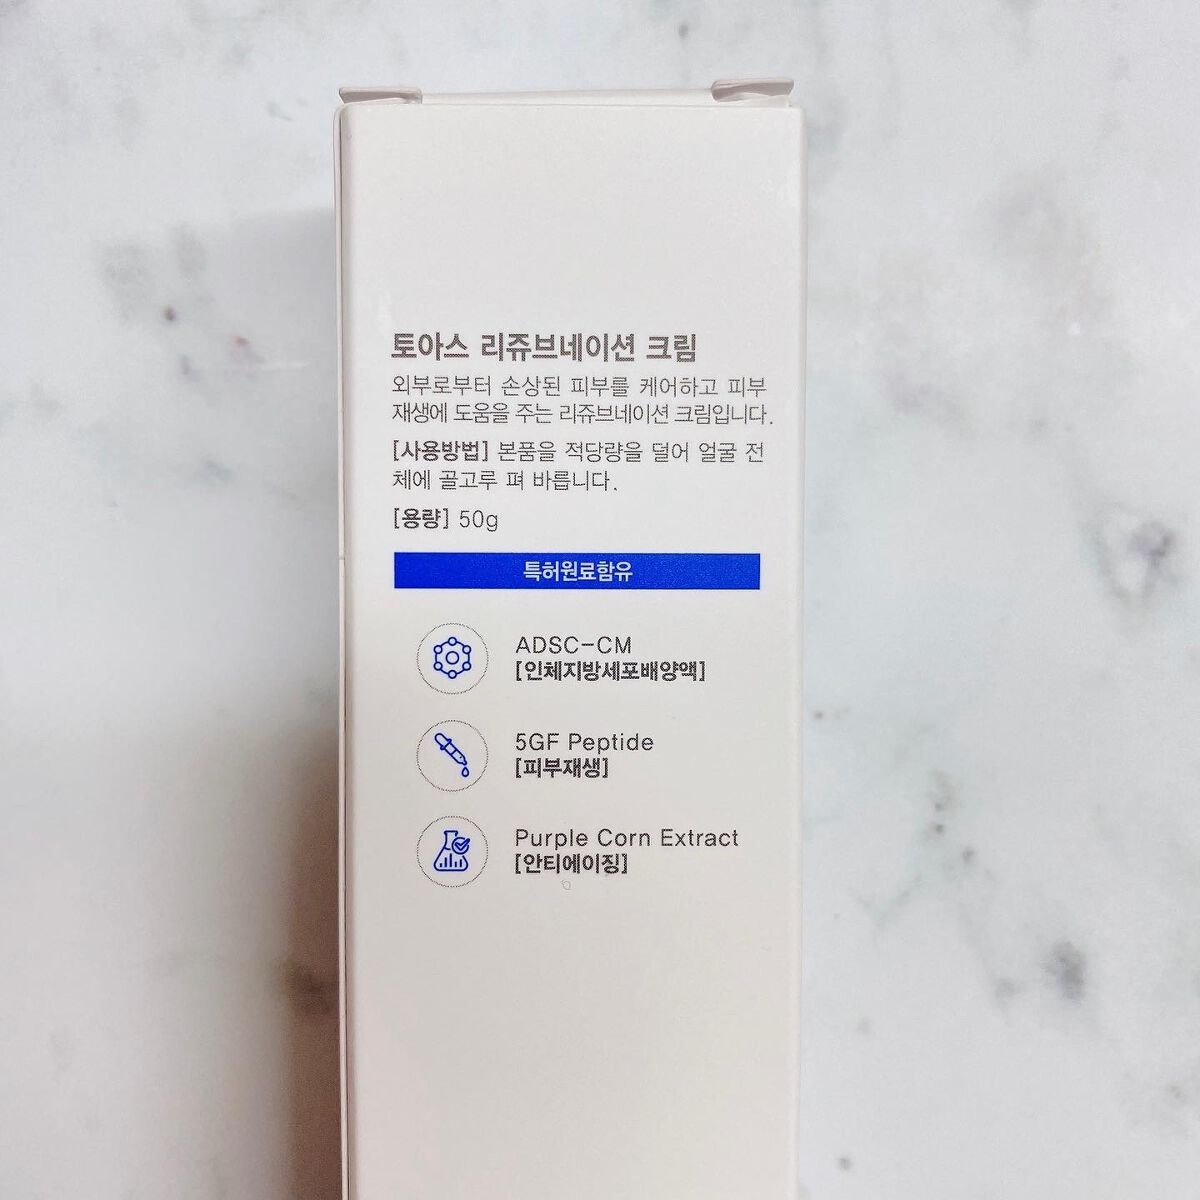 토아스 리쥬브네이션 크림
외부로부터 손상된 피부를 케어하고 피부
재생에 도움을 주는 리쥬브네이션 크림입니다.
[사용방법] 본품을 적당량을 덜어 얼굴 전
체에 골고루 펴 바릅니다.
[용량] 50g
특허원료함유
ADSC-CM
[인체지방세포배양액]
5GF Peptide
[피부재생]
Purple Corn Extract
[안티에이징]